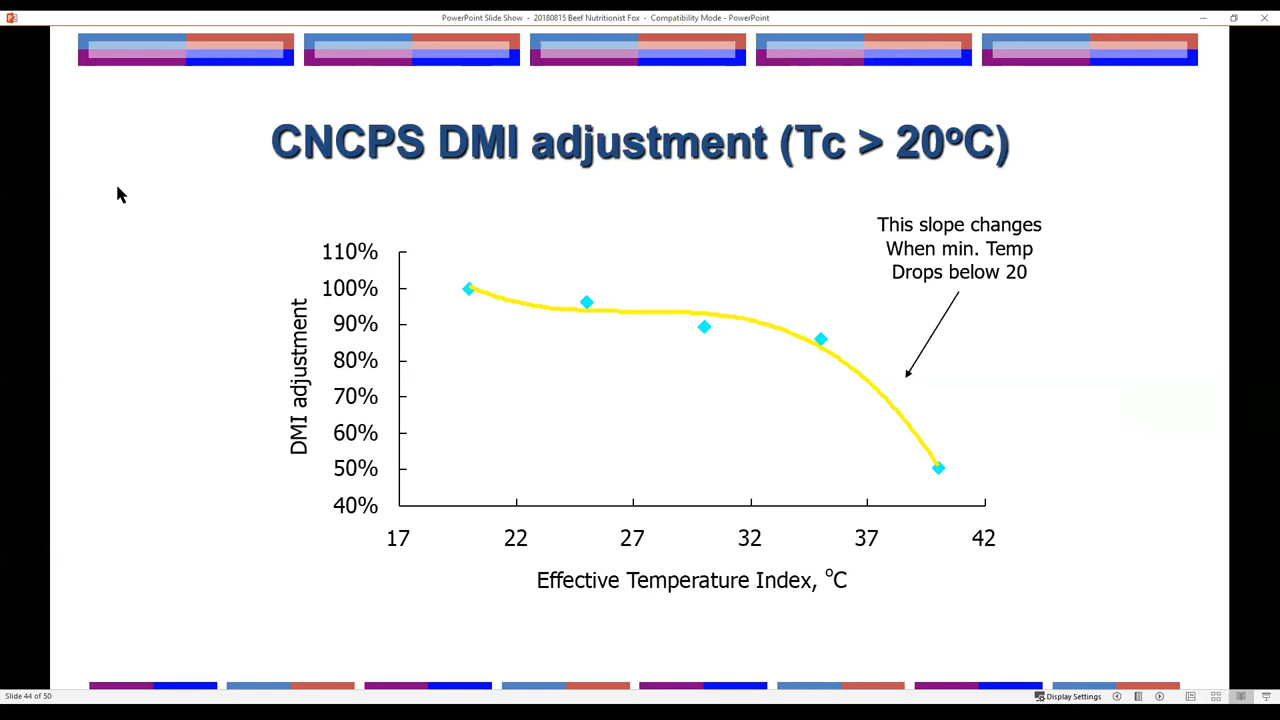 PowerPoint Slide Show - 20180815 Beef Nutritionist Fox - Compatibility Mode - PowerPoint
CNCPS DMI adjustment (Tc > 20ºC)
This slope changes
When min. Temp
Drops below 20
110%
100%
90%
80%
70%
60%
50%
40%
DMI adjustment
17 22 27 32 37 42
Effective Temperature Index, ºC
Slide 44 of 50
Display Settings